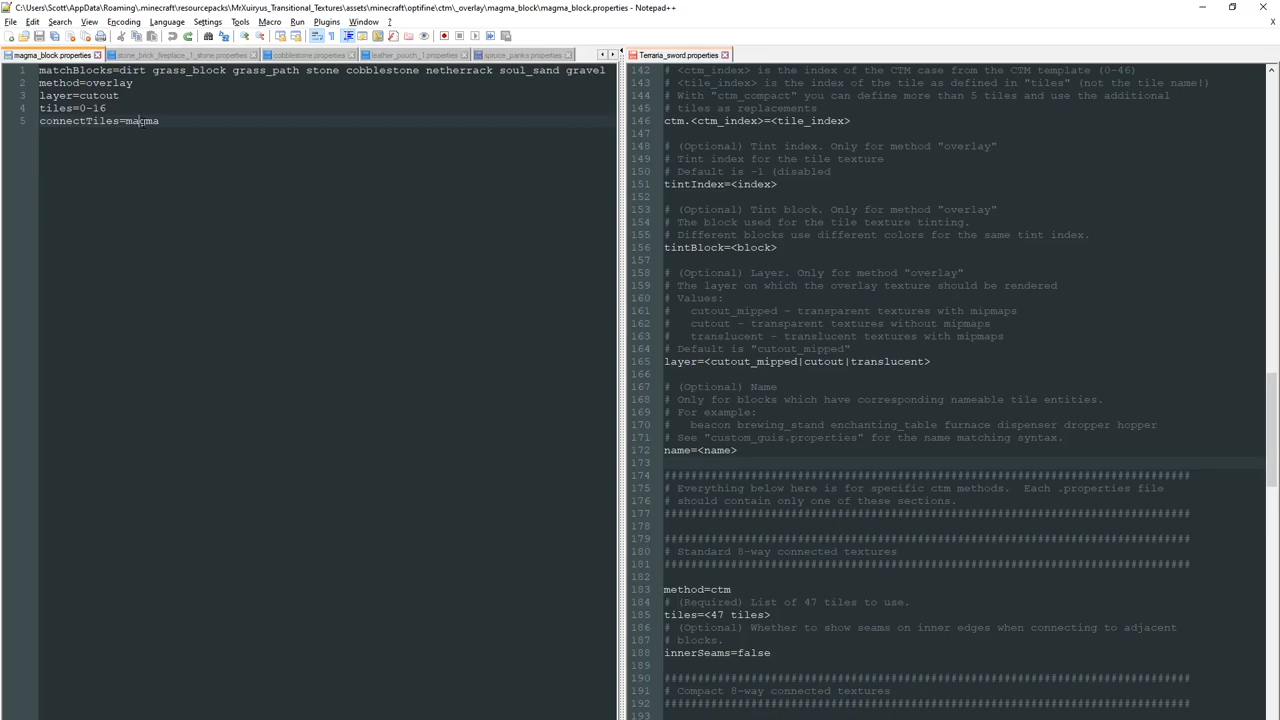 C:\Users\Scott\AppData\Roaming\.minecraft\resourcepacks\MrXuiryus_Transitional_Textures\assets\minecraft\optifine\ctm\_overlay\magma_block\magma_block.properties - Notepad++
File Edit Search View Encoding Language Settings Tools Macro Run Plugins Window ?
magma_block.properties stone_brick_fireplace_1_stone.properties cobblestone.properties leather_pouch_1.properties spruce_planks.properties Terraria_sword.properties
1 matchBlocks=dirt grass_block grass_path stone cobblestone netherrack soul_sand gravel
2 method=overlay
3 layer=cutout
4 tiles=0-16
5 connectTiles=magma
142 # <ctm_index> is the index of the CTM case from the CTM template (0-46)
143 # <tile_index> is the index of the tile as defined in "tiles" (not the tile name!)
144 # With "ctm_compact" you can define more than 5 tiles and use the additional
145 # tiles as replacements
146 ctm.<ctm_index>=<tile_index>
147
148 # (Optional) Tint index. Only for method "overlay"
149 # Tint index for the tile texture
150 # Default is -1 (disabled
151 tintIndex=<index>
152
153 # (Optional) Tint block. Only for method "overlay"
154 # The block used for the tile texture tinting.
155 # Different blocks use different colors for the same tint index.
156 tintBlock=<block>
157
158 # (Optional) Layer. Only for method "overlay"
159 # The layer on which the overlay texture should be rendered
160 # Values:
161 #   cutout_mipped - transparent textures with mipmaps
162 #   cutout - transparent textures without mipmaps
163 #   translucent - translucent textures with mipmaps
164 # Default is "cutout_mipped"
165 layer=<cutout_mipped|cutout|translucent>
166
167 # (Optional) Name
168 # Only for blocks which have corresponding nameable tile entities.
169 # For example:
170 #   beacon brewing_stand enchanting_table furnace dispenser dropper hopper
171 # See "custom_guis.properties" for the name matching syntax.
172 name=<name>
173
174 ###############################################################################
175 # Everything below here is for specific ctm methods.  Each .properties file
176 # should contain only one of these sections.
177 ###############################################################################
178
179 ###############################################################################
180 # Standard 8-way connected textures
181 ###############################################################################
182
183 method=ctm
184 # (Required) List of 47 tiles to use.
185 tiles=<47 tiles>
186 # (Optional) Whether to show seams on inner edges when connecting to adjacent
187 # blocks.
188 innerSeams=false
189
190 ###############################################################################
191 # Compact 8-way connected textures
192 ###############################################################################
193